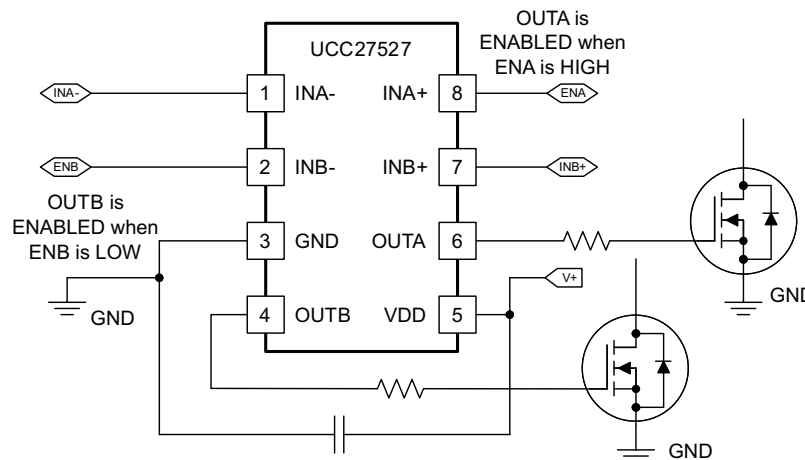 OUTA is
ENABLED when
ENA is HIGH
UCC27527
INA-
1
INA-
INA+
8
ENA
ENB
2
INB-
INB+
7
INB+
OUTB is
ENABLED when
ENB is LOW
3
GND
OUTA
6
GND
4
OUTB
VDD
5
V+
GND
GND